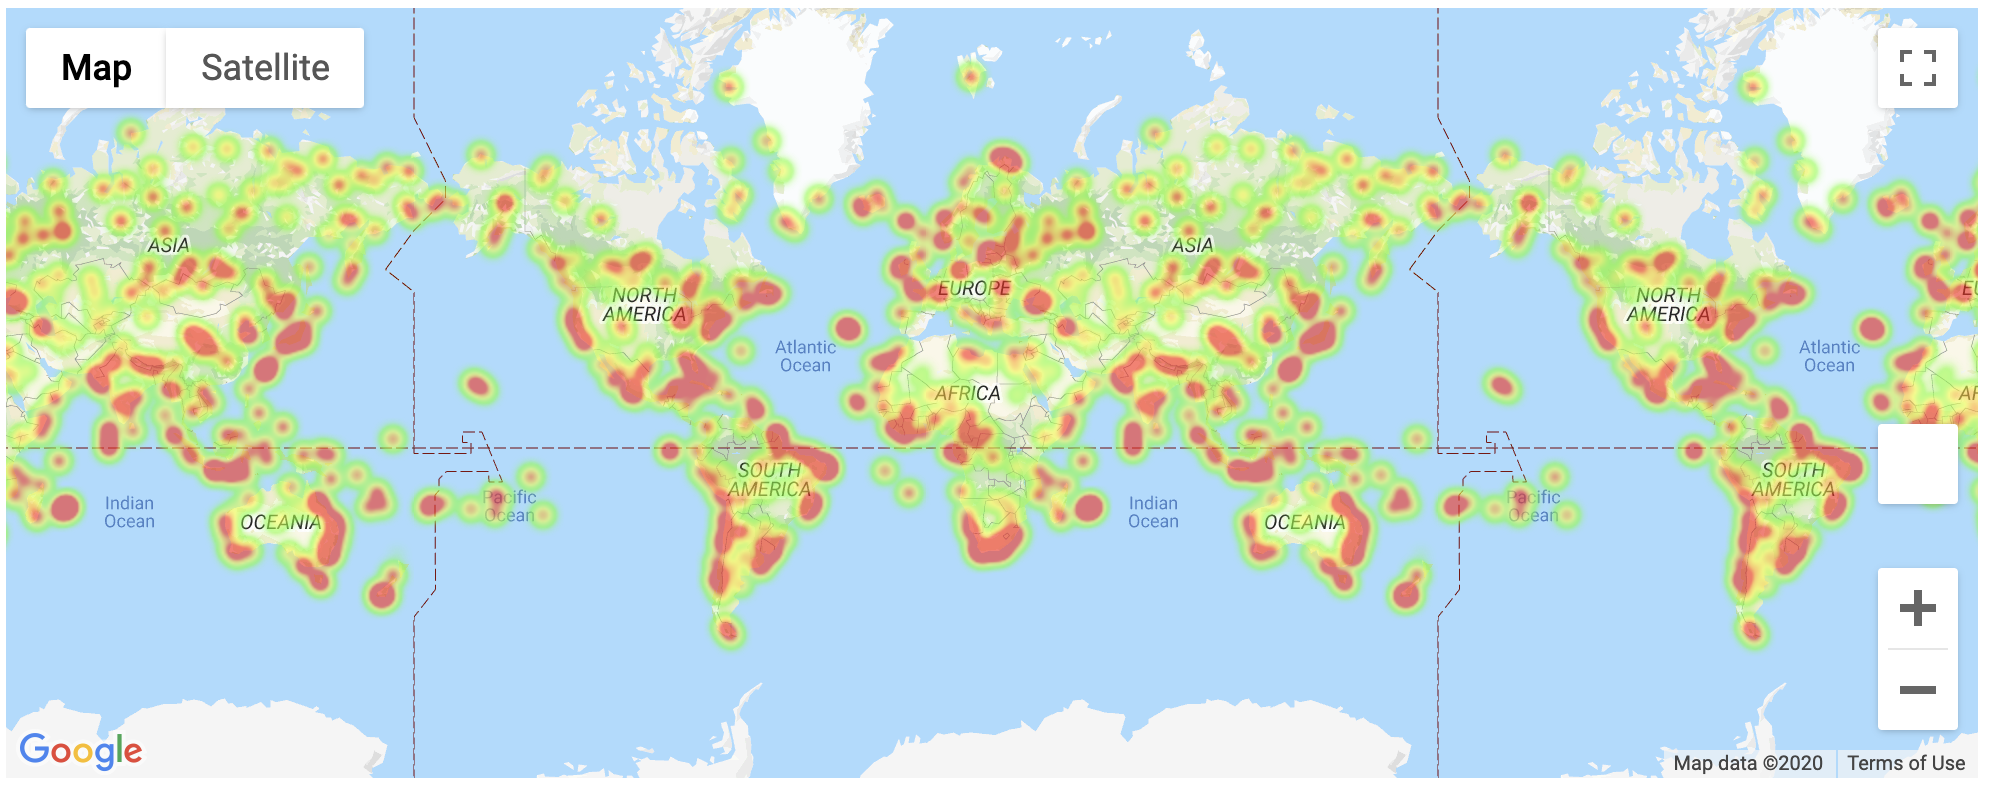 Map Satellite
ASIA
ASIA
EUROPE
EU
NORTH
AMERICA
NORTH
AMERICA
Atlantic
Ocean
Atlantic
Ocean
AFRICA
AF
SOUTH
AMERICA
SOUTH
AMERICA
Indian
Ocean
Pacific
Ocean
Indian
Ocean
Pacific
Ocean
OCEANIA
OCEANIA
Google
Map data ©2020 Terms of Use